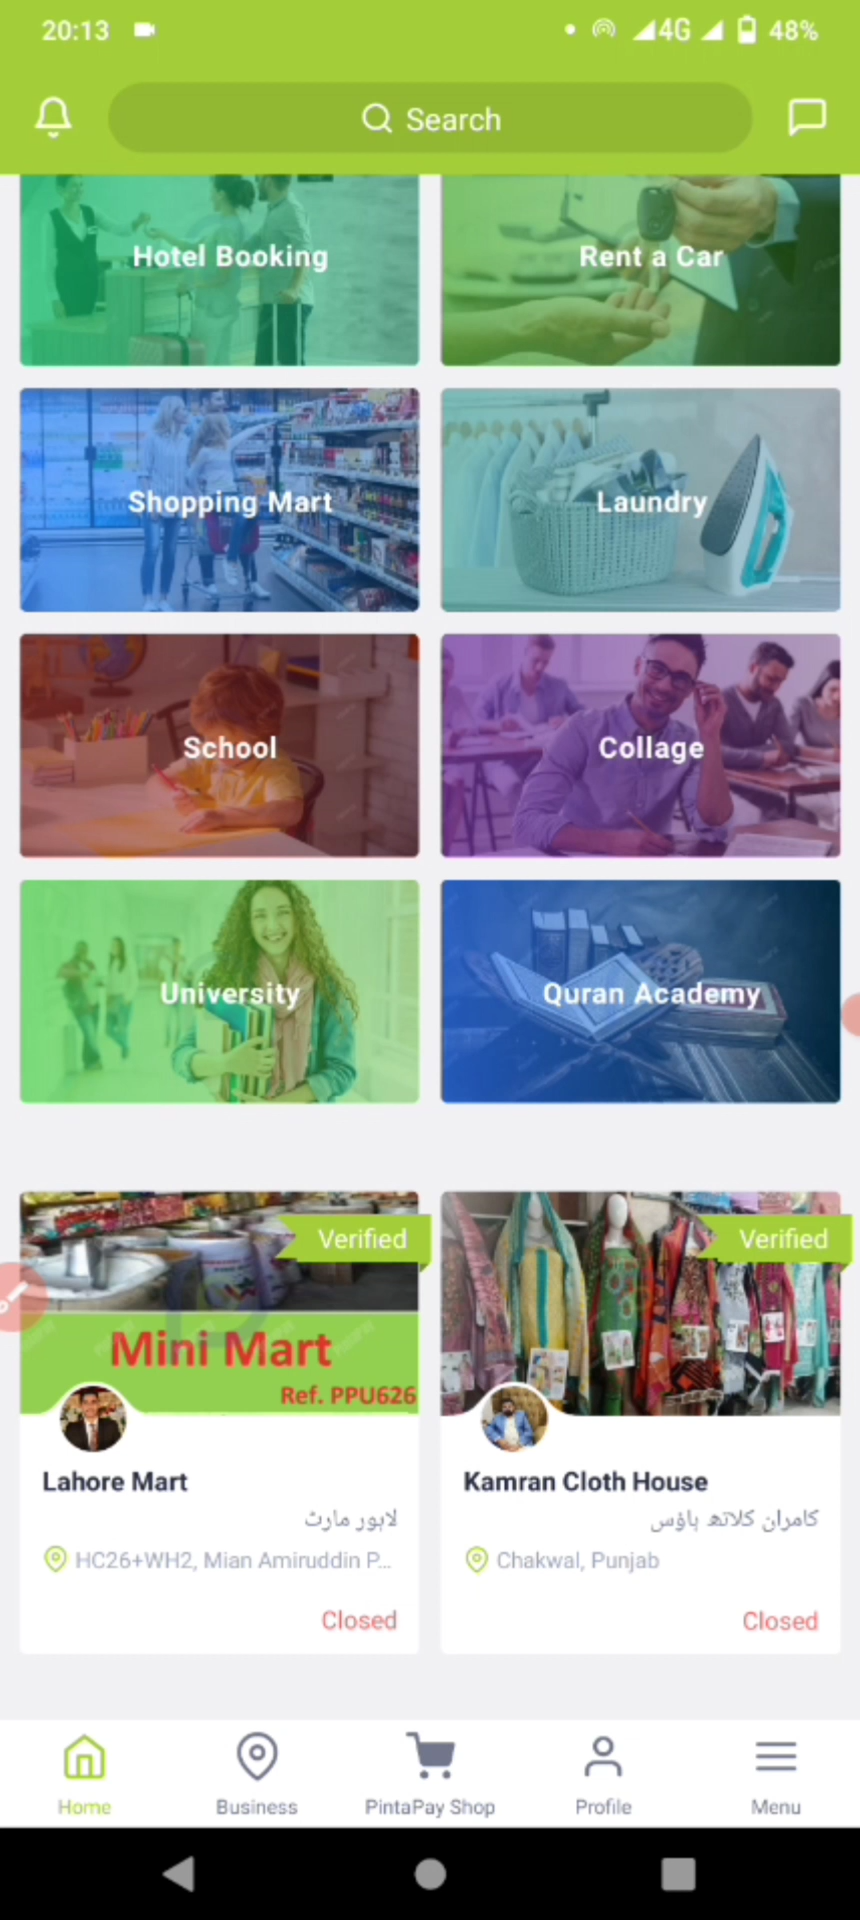 20:13 4G 48%
Search
Hotel Booking Rent a Car
Shopping Mart Laundry
School Collage
University Quran Academy
Verified Verified
Mini Mart
Ref. PPU626
Lahore Mart Kamran Cloth House
لاہور مارٹ کامران کلاتھ ہاؤس
HC26+WH2, Mian Amiruddin P... Chakwal, Punjab
Closed Closed
Home Business PintaPay Shop Profile Menu